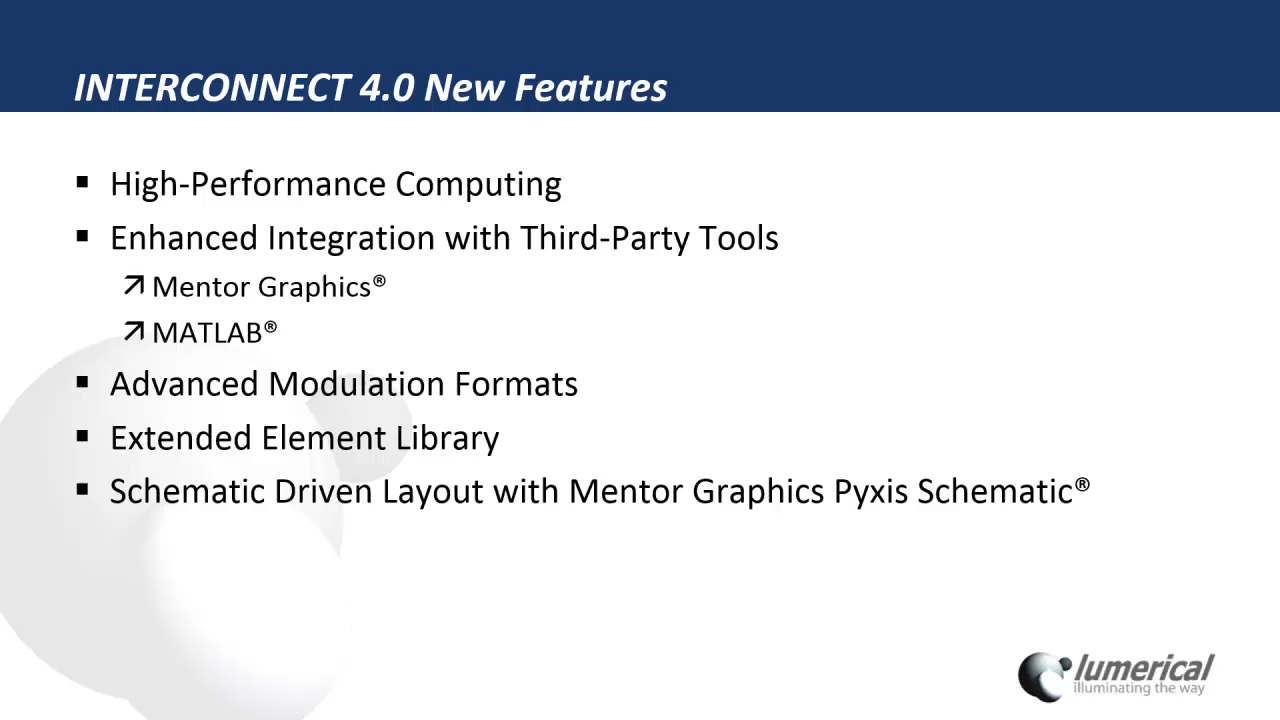 INTERCONNECT 4.0 New Features
▪ High-Performance Computing
▪ Enhanced Integration with Third-Party Tools
↗ Mentor Graphics®
↗ MATLAB®
▪ Advanced Modulation Formats
▪ Extended Element Library
▪ Schematic Driven Layout with Mentor Graphics Pyxis Schematic®
lumerical
illuminating the way